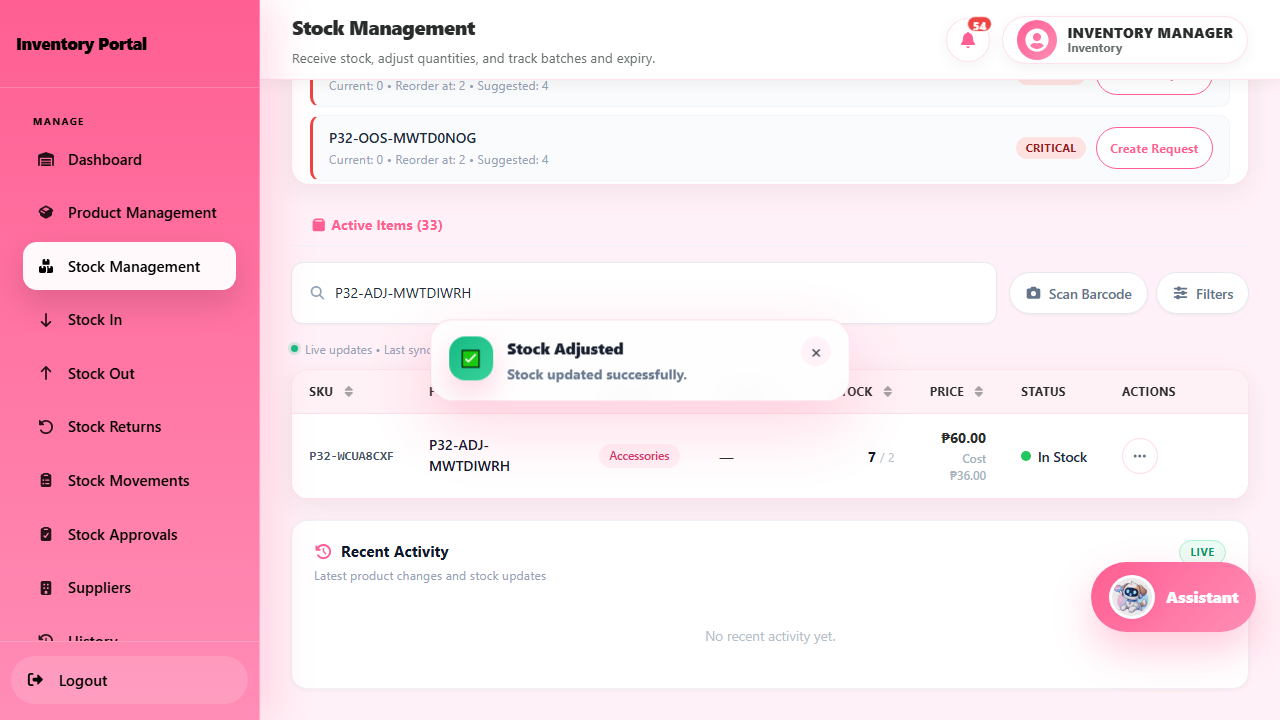 Inventory Portal
MANAGE
Dashboard
Product Management
Stock Management
Stock In
Stock Out
Stock Returns
Stock Movements
Stock Approvals
Suppliers
History
Logout
Stock Management
Receive stock, adjust quantities, and track batches and expiry.
54
INVENTORY MANAGER
Inventory
Current: 0 • Reorder at: 2 • Suggested: 4
P32-OOS-MWTD0NOG
Current: 0 • Reorder at: 2 • Suggested: 4
CRITICAL
Create Request
Active Items (33)
P32-ADJ-MWTDIWRH
Scan Barcode
Filters
Live updates • Last sync
Stock Adjusted
Stock updated successfully.
SKU
PRICE
STATUS
ACTIONS
P32-WCUA8CXF
P32-ADJ-
MWTDIWRH
Accessories
—
7 / 2
₱60.00
Cost
₱36.00
In Stock
Recent Activity
LIVE
Latest product changes and stock updates
No recent activity yet.
Assistant